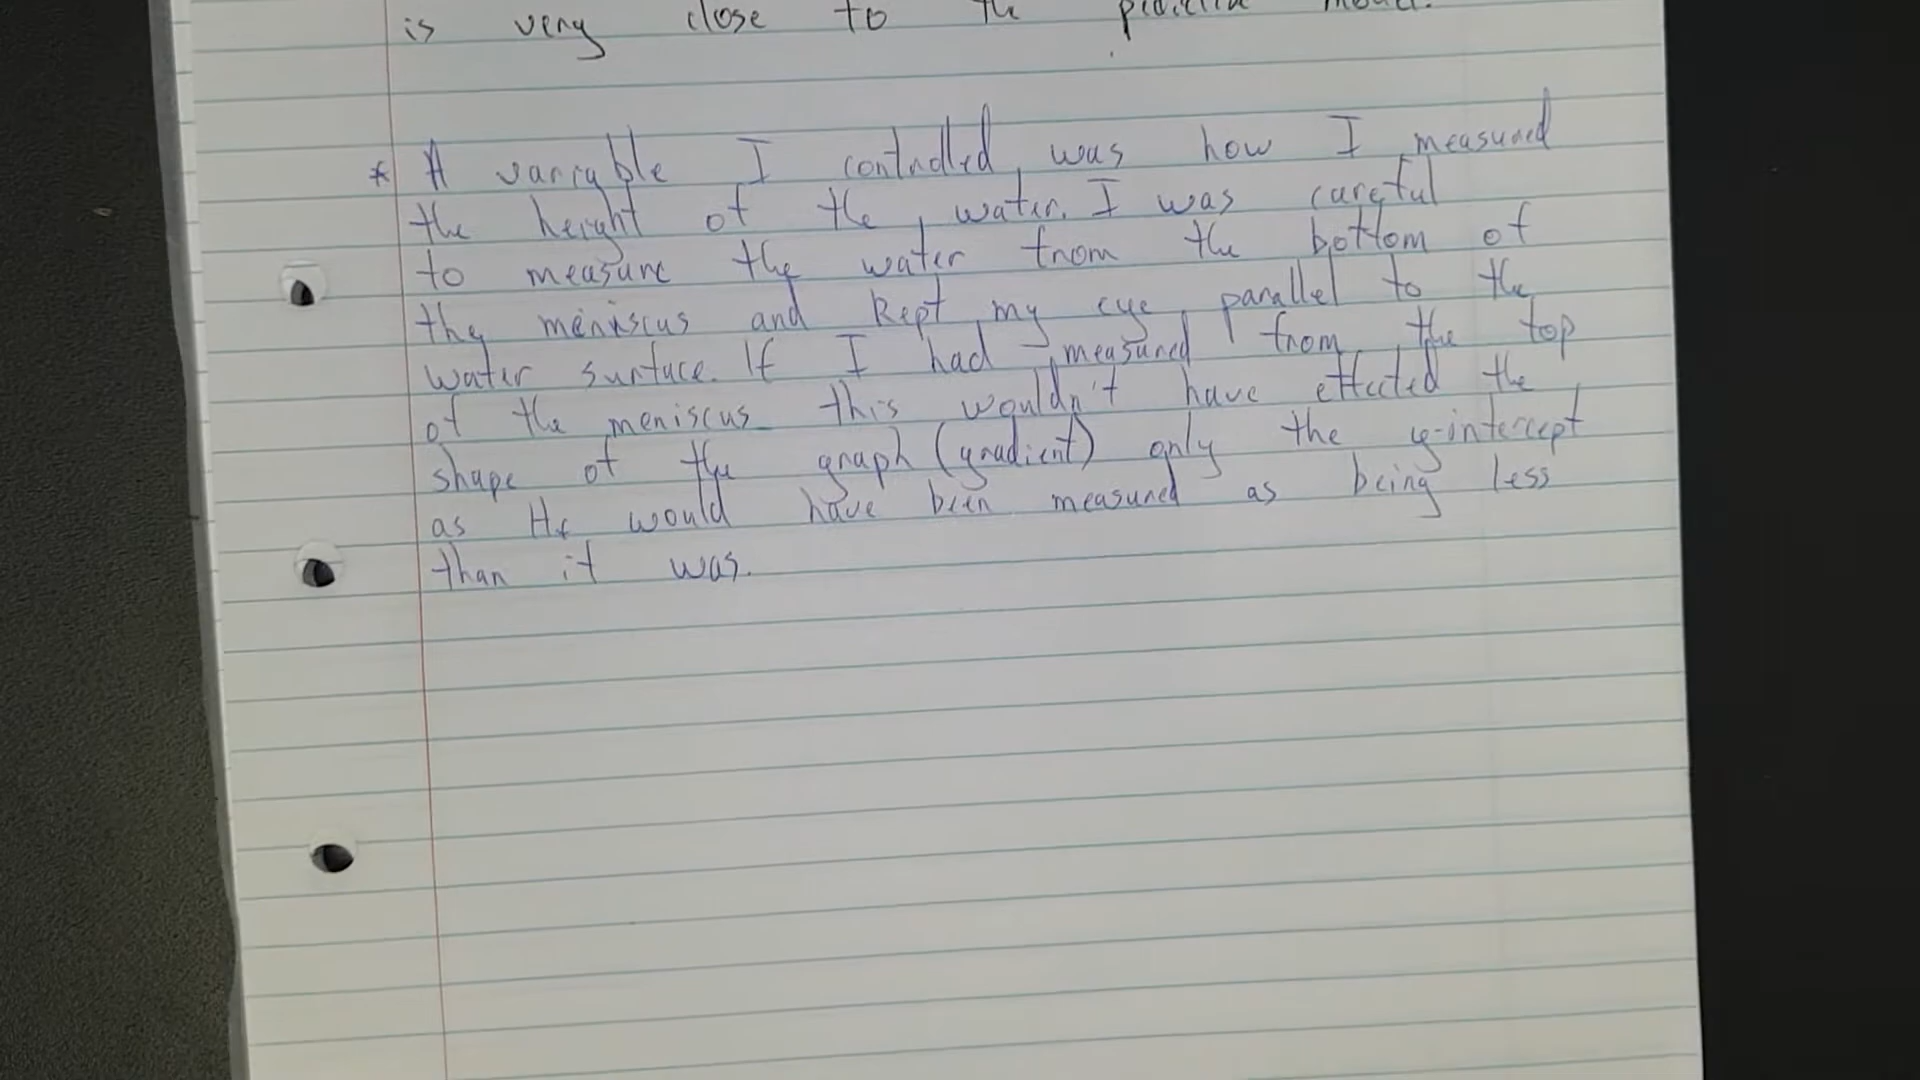 is very close to the predictive model.
* A variable I controlled, was how I measured
the height of the water. I was careful
to measure the water from the bottom of
the meniscus and kept my eye parallel to the
water surface. If I had measured from the top
of the meniscus this wouldn't have effected the
shape of the graph (gradient) only the y-intercept
as Hf would have been measured as being less
than it was.